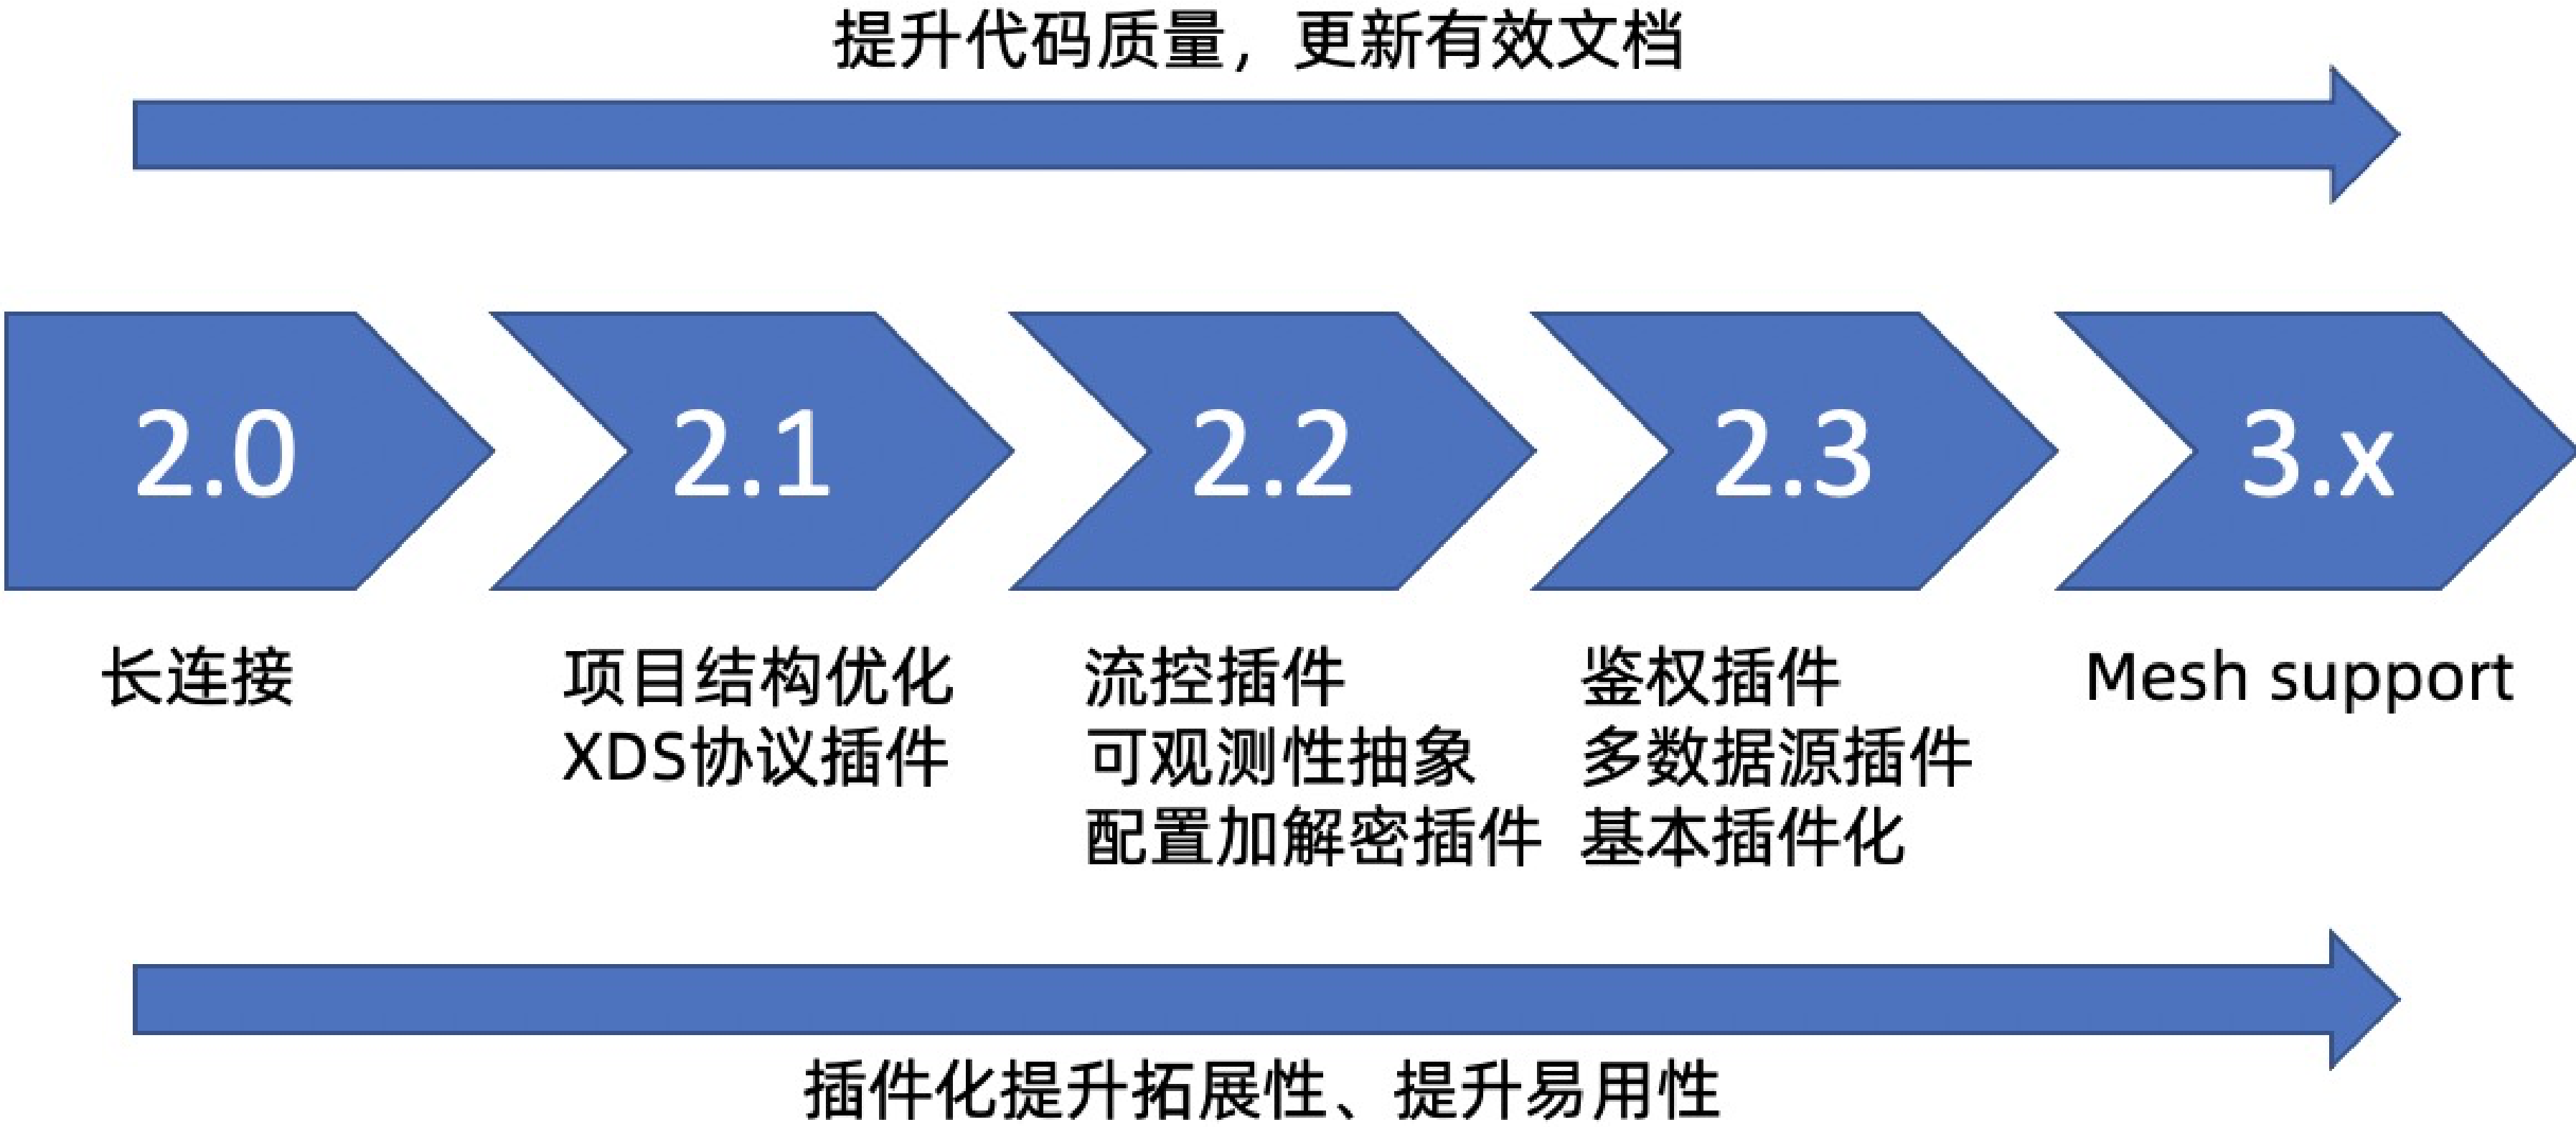 提升代码质量，更新有效文档
2.0
2.1
2.2
2.3
3.x
长连接
项目结构优化
XDS协议插件
流控插件
可观测性抽象
配置加解密插件
鉴权插件
多数据源插件
基本插件化
Mesh support
插件化提升拓展性、提升易用性